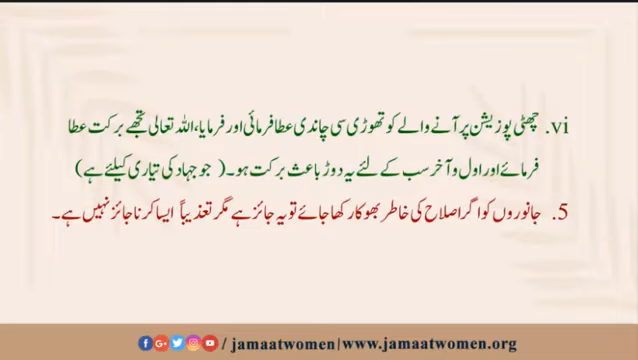 vi. چھٹی پوزیشن پر آنے والے کو تھوڑی سی چاندی عطا فرمائی اور فرمایا، اللہ تعالی تجھے برکت عطا
فرمائے اور اول و آخر سب کے لئے یہ دوڑ باعث برکت ہو۔( جو جہاد کی تیاری کیلئے ہے)
5. جانوروں کو اگر اصلاح کی خاطر بھوکا رکھا جائے تو یہ جائز ہے مگر تعذیباً ایسا کرنا جائز نہیں ہے۔
/ jamaatwomen|www.jamaatwomen.org